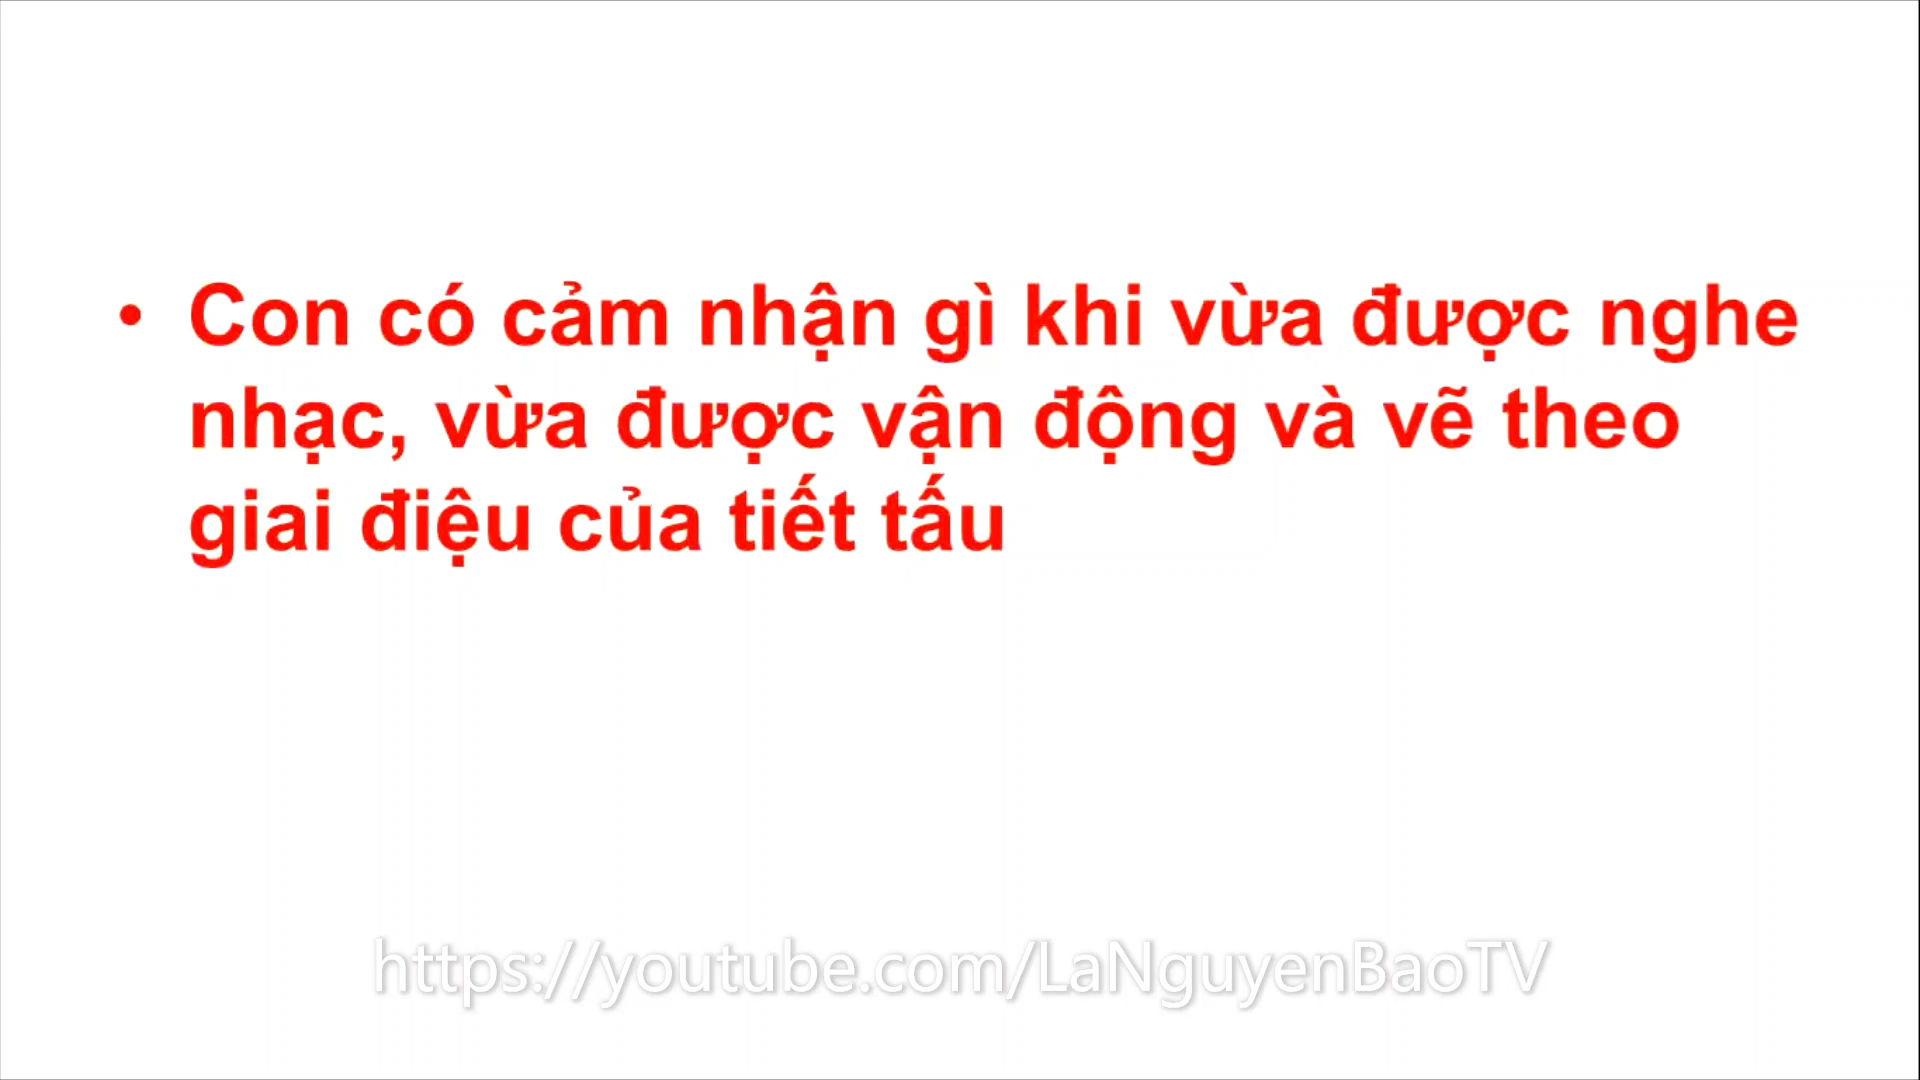 • Con có cảm nhận gì khi vừa được nghe
nhạc, vừa được vận động và vẽ theo
giai điệu của tiết tấu
https://youtube.com/LaNguyenBaoTV